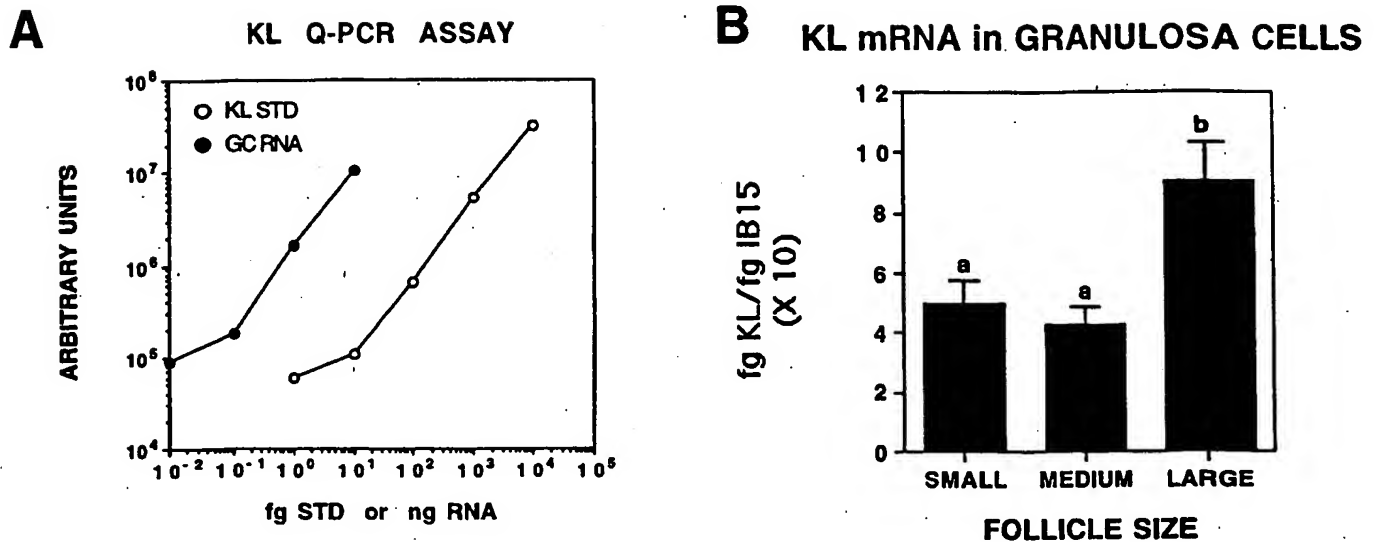 A
KL Q-PCR ASSAY
ARBITRARY UNITS
10^8
10^7
10^6
10^5
10^4
KL STD
GC RNA
10^-2 10^-1 10^0 10^1 10^2 10^3 10^4 10^5
fg STD or ng RNA
B
KL mRNA in GRANULOSA CELLS
fg KL/fg IB15
(X 10)
12
10
8
6
4
2
0
a
a
b
SMALL MEDIUM LARGE
FOLLICLE SIZE